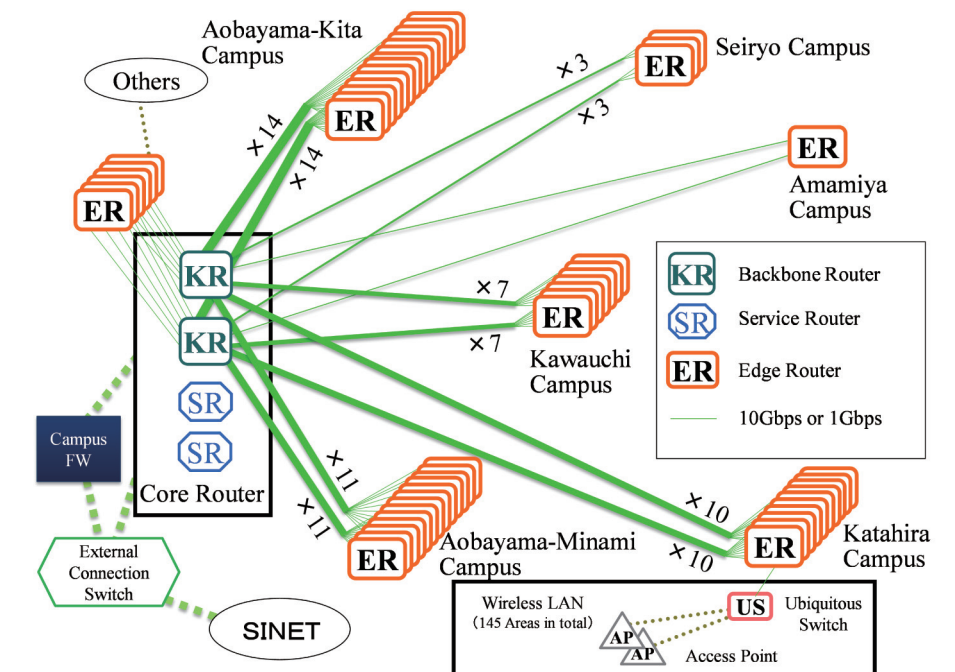 Aobayama-Kita
Campus
Others
ER
ER
×14
×14
×3
×3
ER
Seiryo Campus
ER
Amamiya
Campus
KR
KR
SR
SR
Core Router
×7
×7
ER
Kawauchi
Campus
KR
Backbone Router
SR
Service Router
ER
Edge Router
10Gbps or 1Gbps
Campus
FW
External
Connection
Switch
SINET
×11
×11
ER
Aobayama-Minami
Campus
×10
×10
ER
Katahira
Campus
Wireless LAN
(145 Areas in total)
US
Ubiquitous
Switch
AP
AP
Access Point